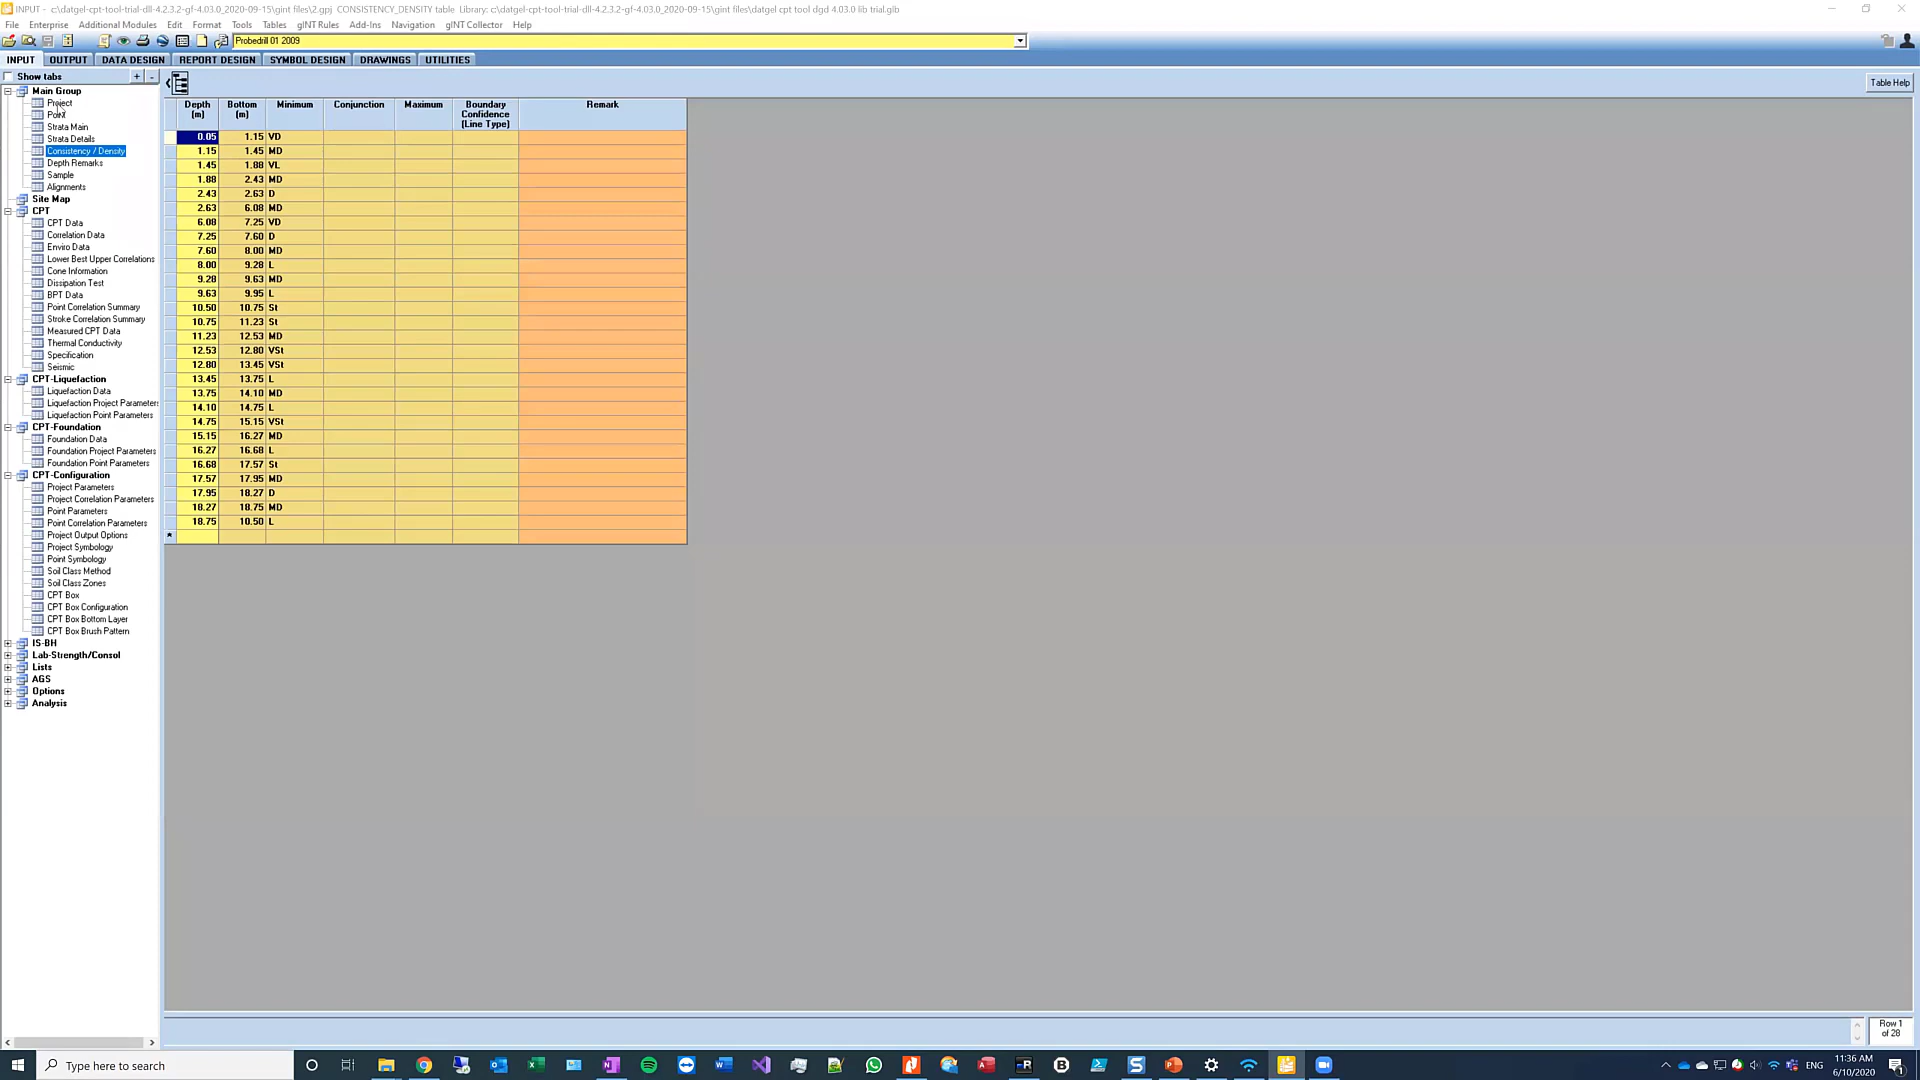 INPUT - c:\datgel-cpt-tool-trial-dll-4.2.3.2-gf-4.03.0_2020-09-15\gint files\2.gpj CONSISTENCY_DENSITY table Library: c:\datgel-cpt-tool-trial-dll-4.2.3.2-gf-4.03.0_2020-09-15\gint files\datgel cpt tool dgd 4.03.0 lib trial.glb
File Enterprise Additional Modules Edit Format Tools Tables gINT Rules Add-Ins Navigation gINT Collector Help
Probedrill 01 2009
INPUT OUTPUT DATA DESIGN REPORT DESIGN SYMBOL DESIGN DRAWINGS UTILITIES
Show tabs + -
Table Help
Main Group
Project
Point
Strata Main
Strata Details
Consistency / Density
Depth Remarks
Sample
Alignments
Site Map
CPT
CPT Data
Correlation Data
Enviro Data
Lower Best Upper Correlations
Cone Information
Dissipation Test
BPT Data
Point Correlation Summary
Stroke Correlation Summary
Measured CPT Data
Thermal Conductivity
Specification
Seismic
CPT-Liquefaction
Liquefaction Data
Liquefaction Project Parameters
Liquefaction Point Parameters
CPT-Foundation
Foundation Data
Foundation Project Parameters
Foundation Point Parameters
CPT-Configuration
Project Parameters
Project Correlation Parameters
Point Parameters
Point Correlation Parameters
Project Output Options
Project Symbology
Point Symbology
Soil Class Method
Soil Class Zones
CPT Box
CPT Box Configuration
CPT Box Bottom Layer
CPT Box Brush Pattern
IS-BH
Lab-Strength/Consol
Lists
AGS
Options
Analysis
Depth (m) Bottom (m) Minimum Conjunction Maximum Boundary Confidence (Line Type) Remark
0.05 1.15 VD
1.15 1.45 MD
1.45 1.88 VL
1.88 2.43 MD
2.43 2.63 D
2.63 6.08 MD
6.08 7.25 VD
7.25 7.60 D
7.60 8.00 MD
8.00 9.28 L
9.28 9.63 MD
9.63 9.95 L
10.50 10.75 St
10.75 11.23 St
11.23 12.53 MD
12.53 12.80 VSt
12.80 13.45 VSt
13.45 13.75 L
13.75 14.10 MD
14.10 14.75 L
14.75 15.15 VSt
15.15 16.27 MD
16.27 16.68 L
16.68 17.57 St
17.57 17.95 MD
17.95 18.27 D
18.27 18.75 MD
18.75 10.50 L
*
Row 1
of 28
Type here to search
ENG
11:36 AM
6/10/2020